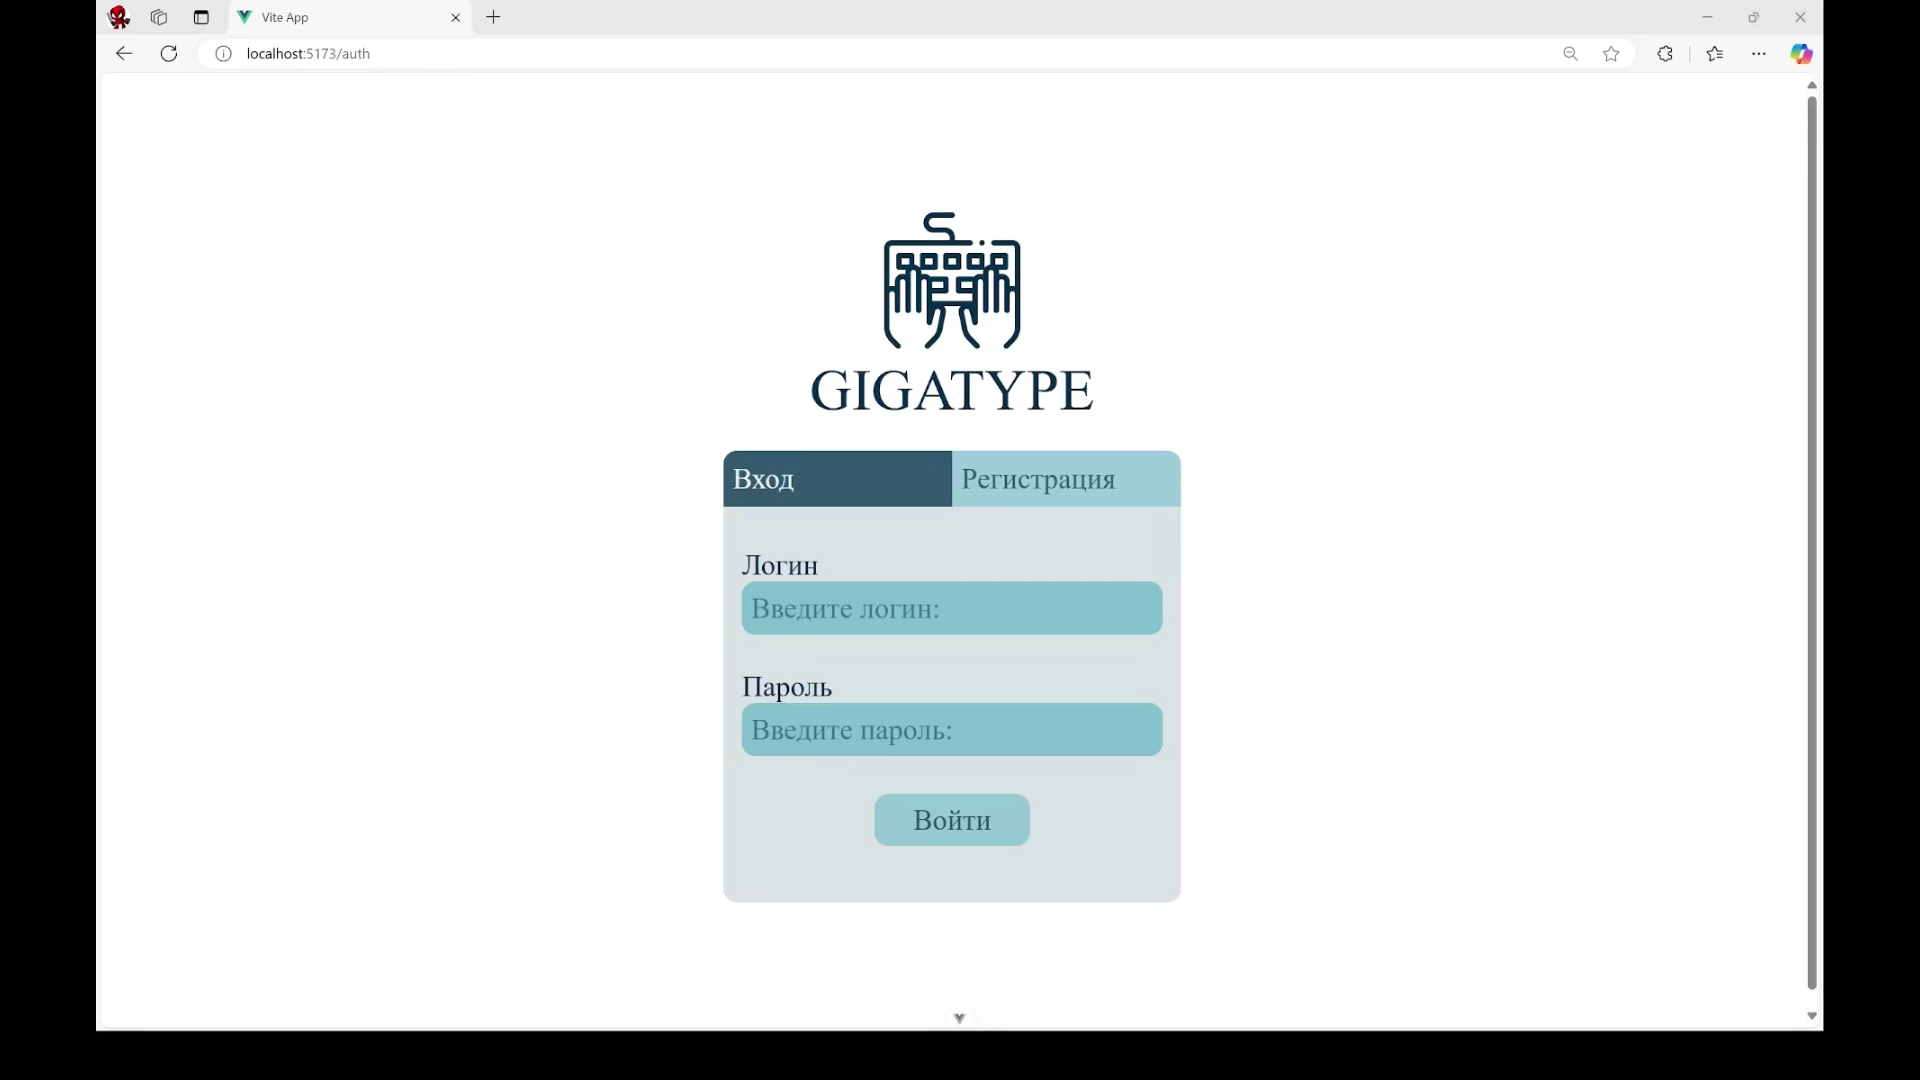 Vite App
localhost:5173/auth
GIGATYPE
Вход
Регистрация
Логин
Введите логин:
Пароль
Введите пароль:
Войти